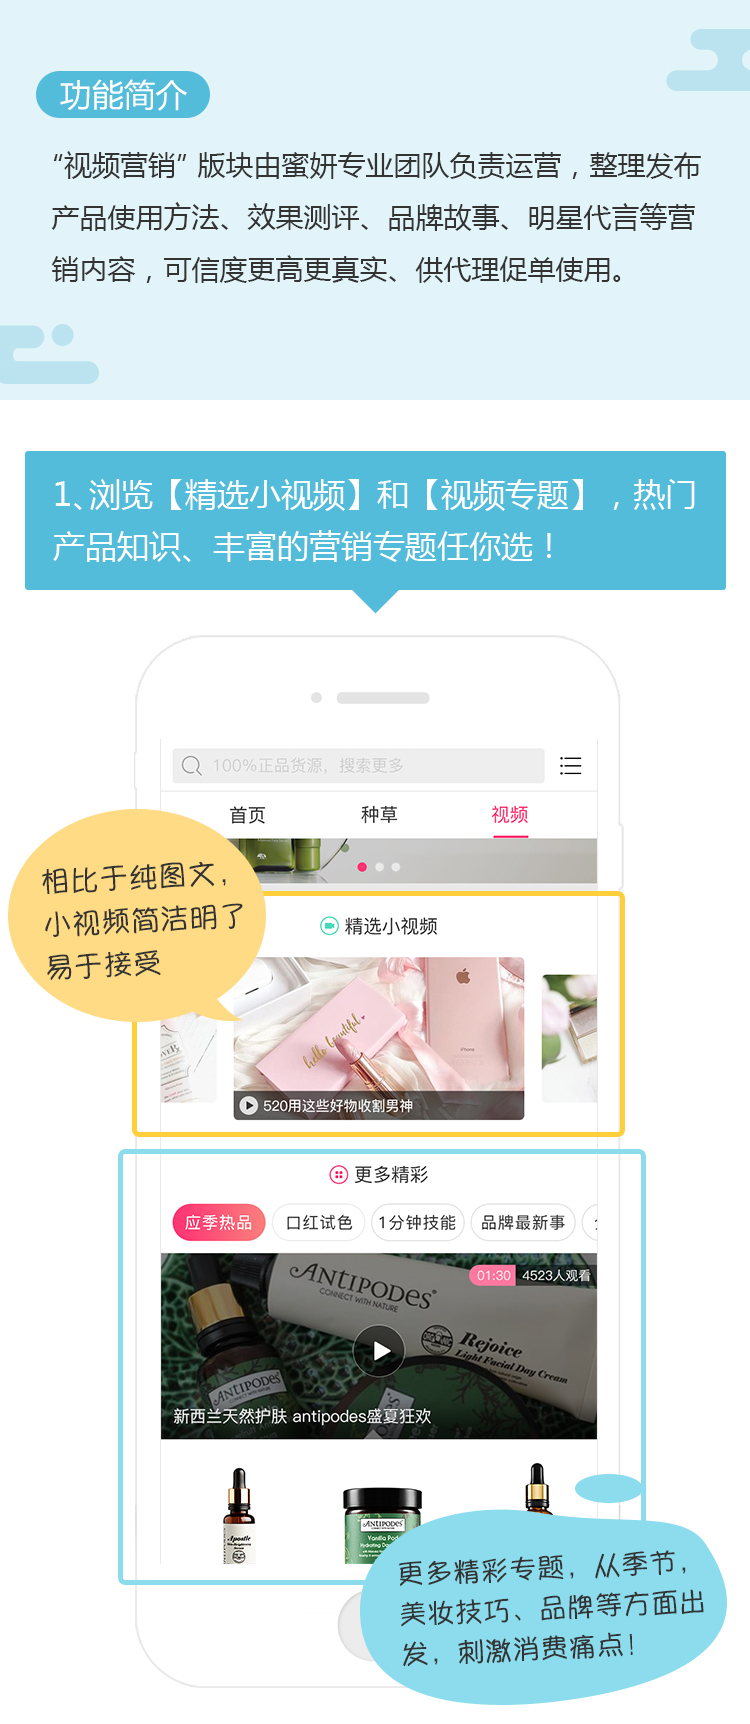 功能简介
“视频营销” 版块由蜜妍专业团队负责运营，整理发布
产品使用方法、效果测评、品牌故事、明星代言等营
销内容，可信度更高更真实、供代理促单使用。
1、浏览【精选小视频】和【视频专题】，热门
产品知识、丰富的营销专题任你选！
100%正品货源，搜索更多
首页 种草 视频
相比于纯图文，
小视频简洁明了
易于接受
精选小视频
hello beautiful
iPhone
520用这些好物收割男神
更多精彩
应季热品 口红试色 1分钟技能 品牌最新事
01:30 4523人观看
ANTIPODES
CONNECT WITH NATURE
ORGANIC
Rejoice
Light Facial Day Cream
ANTIPODES
CONNECT WITH NATURE
新西兰天然护肤 antipodes盛夏狂欢
Apostle
ANTIPODES
Vanilla Pod
更多精彩专题，从季节，
美妆技巧、品牌等方面出
发，刺激消费痛点！